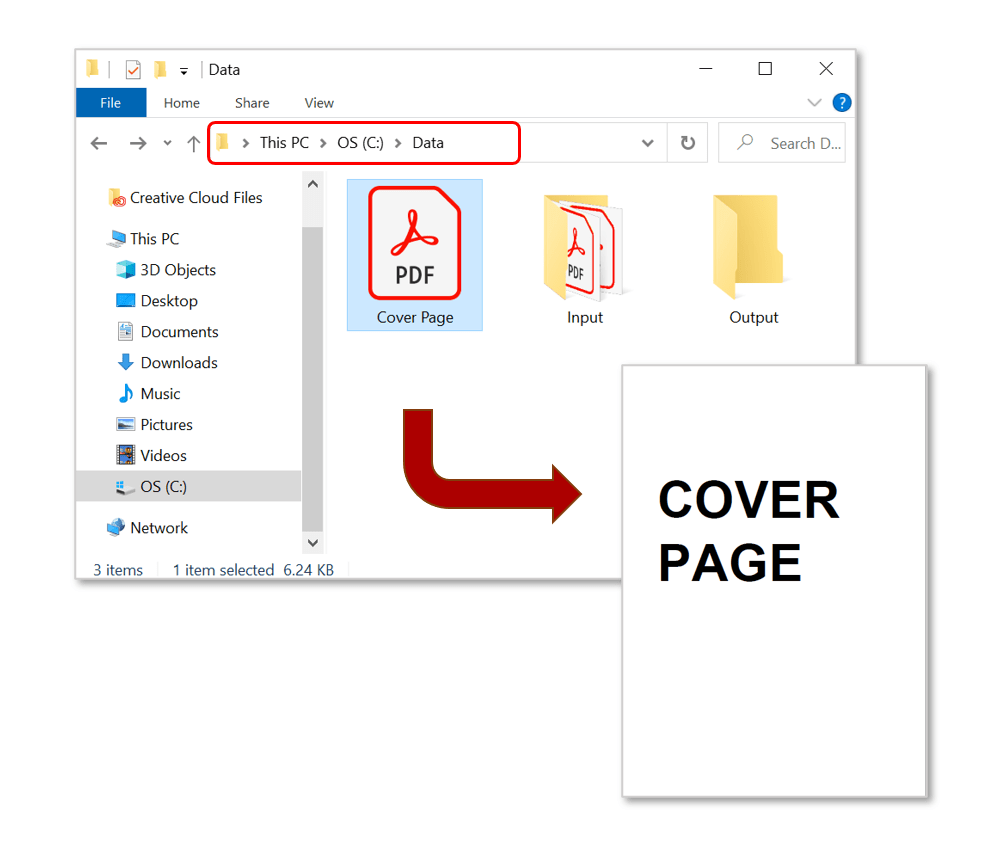 Data
File Home Share View
?
This PC > OS (C:) > Data
Search D...
Creative Cloud Files
This PC
3D Objects
Desktop
Documents
Downloads
Music
Pictures
Videos
OS (C:)
Network
PDF
Cover Page
PDF
Input
Output
3 items 1 item selected 6.24 KB
COVER
PAGE